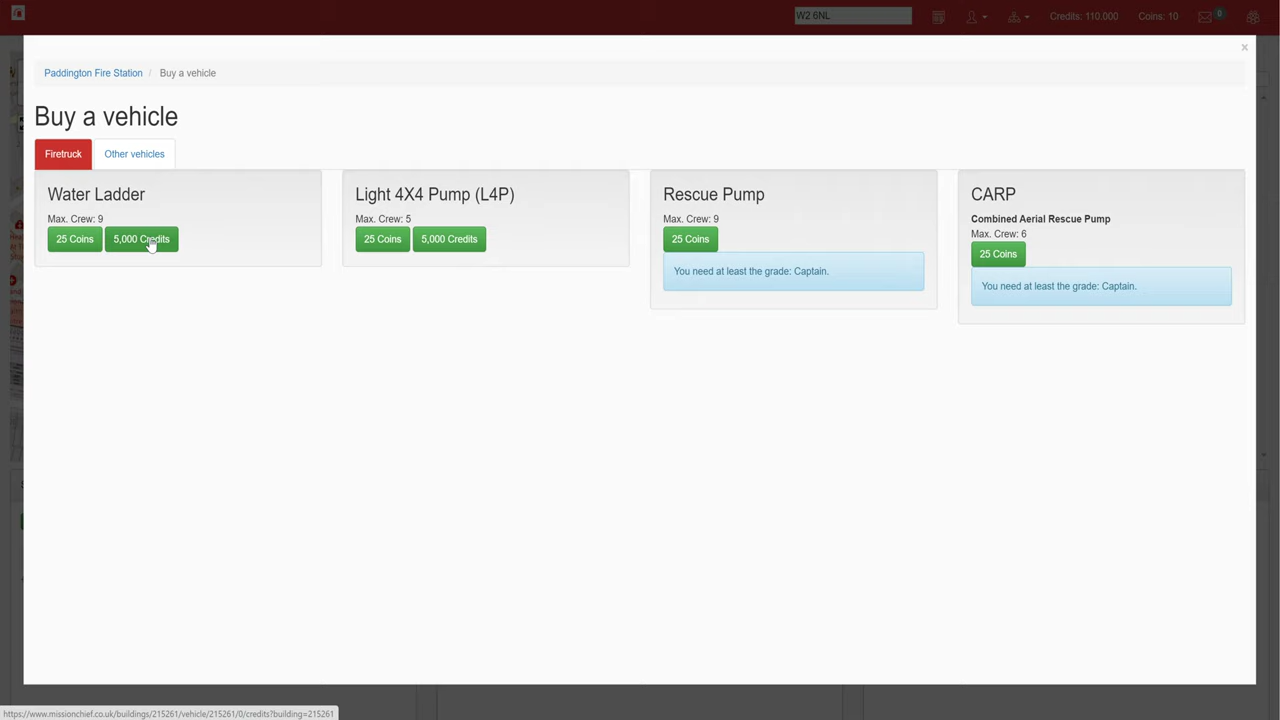 W2 6NL
Credits: 110.000
Coins: 10
0
×
Paddington Fire Station / Buy a vehicle
Buy a vehicle
Firetruck
Other vehicles
Water Ladder
Max. Crew: 9
25 Coins
5,000 Credits
Light 4X4 Pump (L4P)
Max. Crew: 5
25 Coins
5,000 Credits
Rescue Pump
Max. Crew: 9
25 Coins
You need at least the grade: Captain.
CARP
Combined Aerial Rescue Pump
Max. Crew: 6
25 Coins
You need at least the grade: Captain.
https://www.missionchief.co.uk/buildings/215261/vehicle/215261/0/credits?building=215261